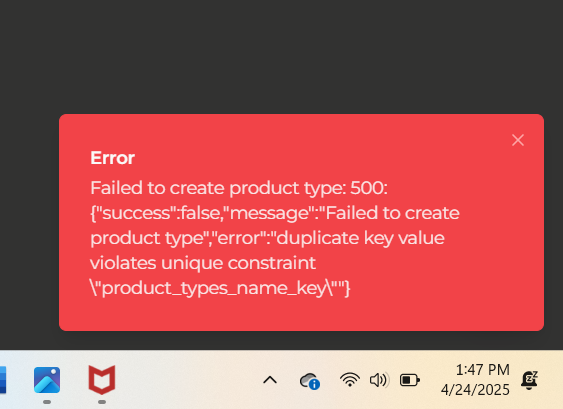 Error
Failed to create product type: 500:
{"success":false,"message":"Failed to create
product type","error":"duplicate key value
violates unique constraint
\"product_types_name_key\""}
1:47 PM
4/24/2025